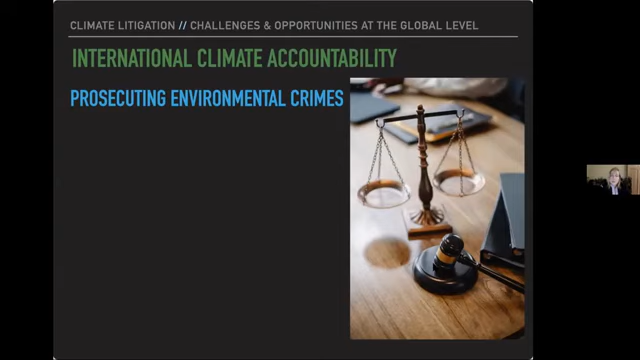 CLIMATE LITIGATION // CHALLENGES & OPPORTUNITIES AT THE GLOBAL LEVEL
INTERNATIONAL CLIMATE ACCOUNTABILITY
PROSECUTING ENVIRONMENTAL CRIMES